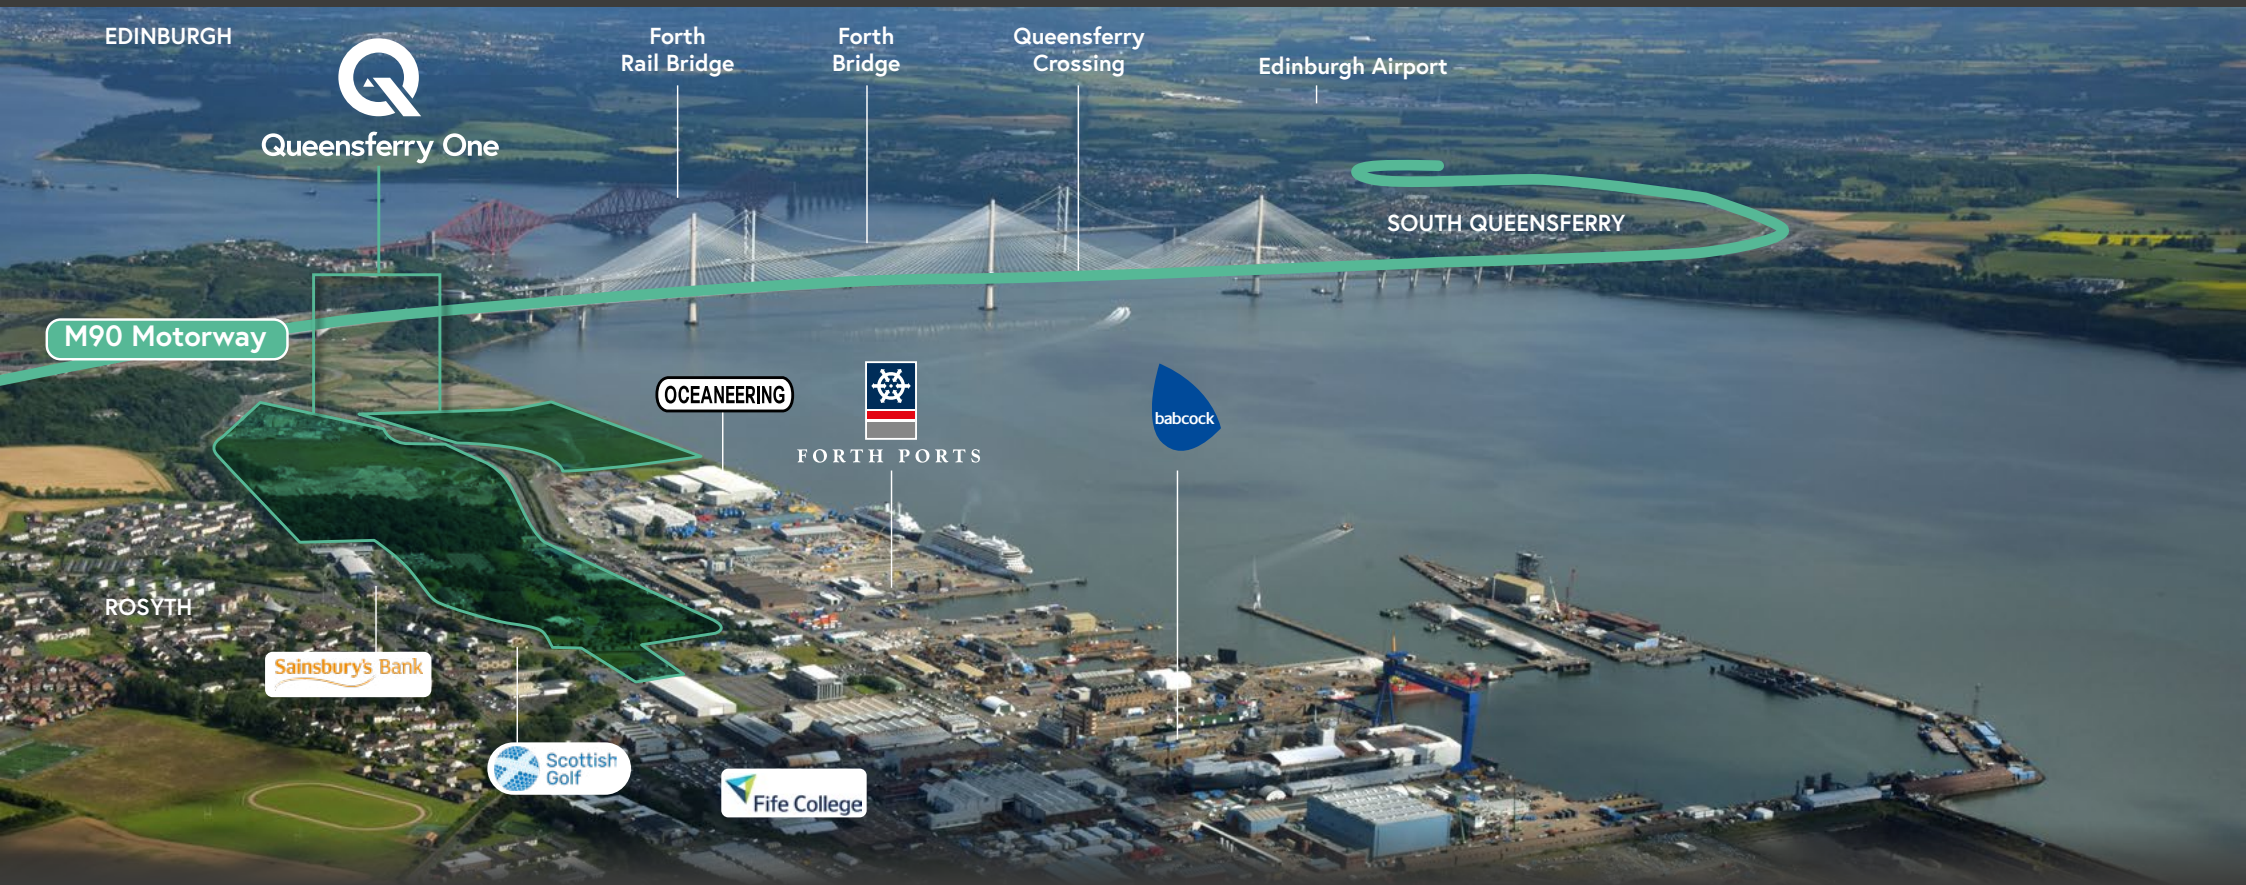 EDINBURGH
Queensferry One
Forth
Rail Bridge
Forth
Bridge
Queensferry
Crossing
Edinburgh Airport
SOUTH QUEENSFERRY
M90 Motorway
OCEANEERING
FORTH PORTS
babcock
ROSYTH
Sainsbury's Bank
Scottish
Golf
Fife College